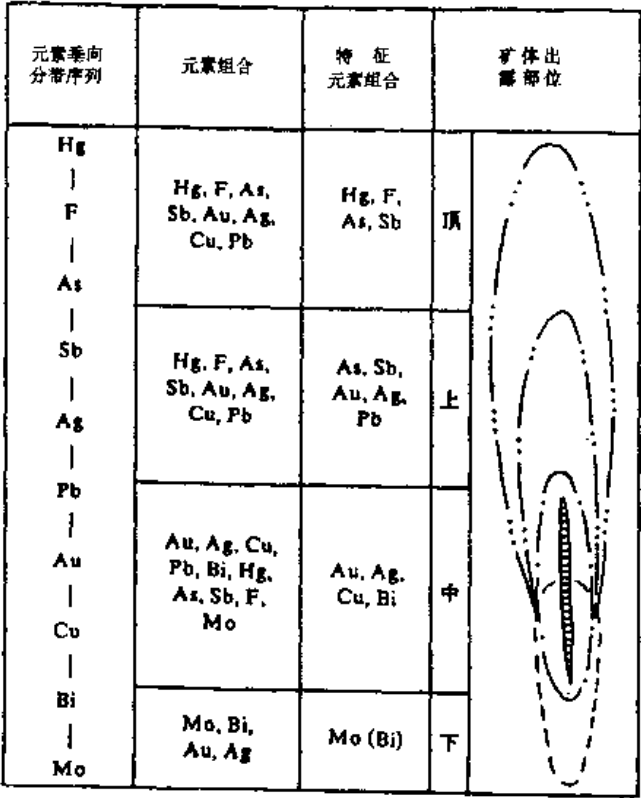 元素垂向
分带序列
元素组合
特 征
元素组合
矿体出
露部位
Hg
F
As
Sb
Ag
Pb
Au
Cu
Bi
Mo
Hg, F, As,
Sb, Au, Ag,
Cu, Pb
Hg, F,
As, Sb
顶
Hg, F, As,
Sb, Au, Ag,
Cu, Pb
As, Sb,
Au, Ag,
Pb
上
Au, Ag, Cu,
Pb, Bi, Hg,
As, Sb, F,
Mo
Au, Ag,
Cu, Bi
中
Mo, Bi,
Au, Ag
Mo (Bi)
下